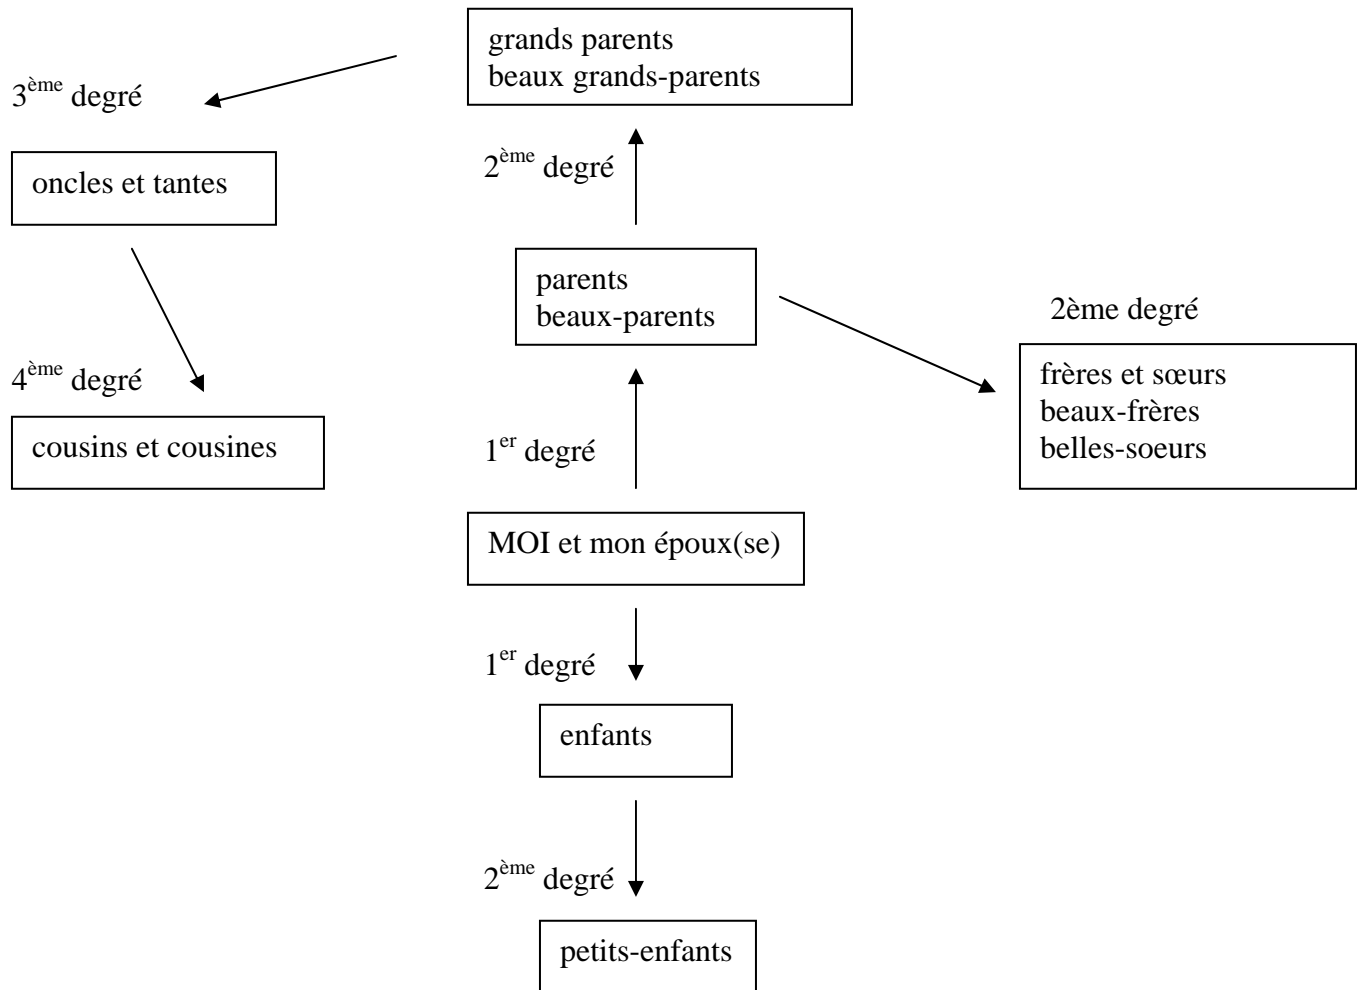 grands parents
beaux grands-parents
3ème degré
oncles et tantes
2ème degré
parents
beaux-parents
2ème degré
frères et sœurs
beaux-frères
belles-soeurs
4ème degré
cousins et cousines
1er degré
MOI et mon époux(se)
1er degré
enfants
2ème degré
petits-enfants